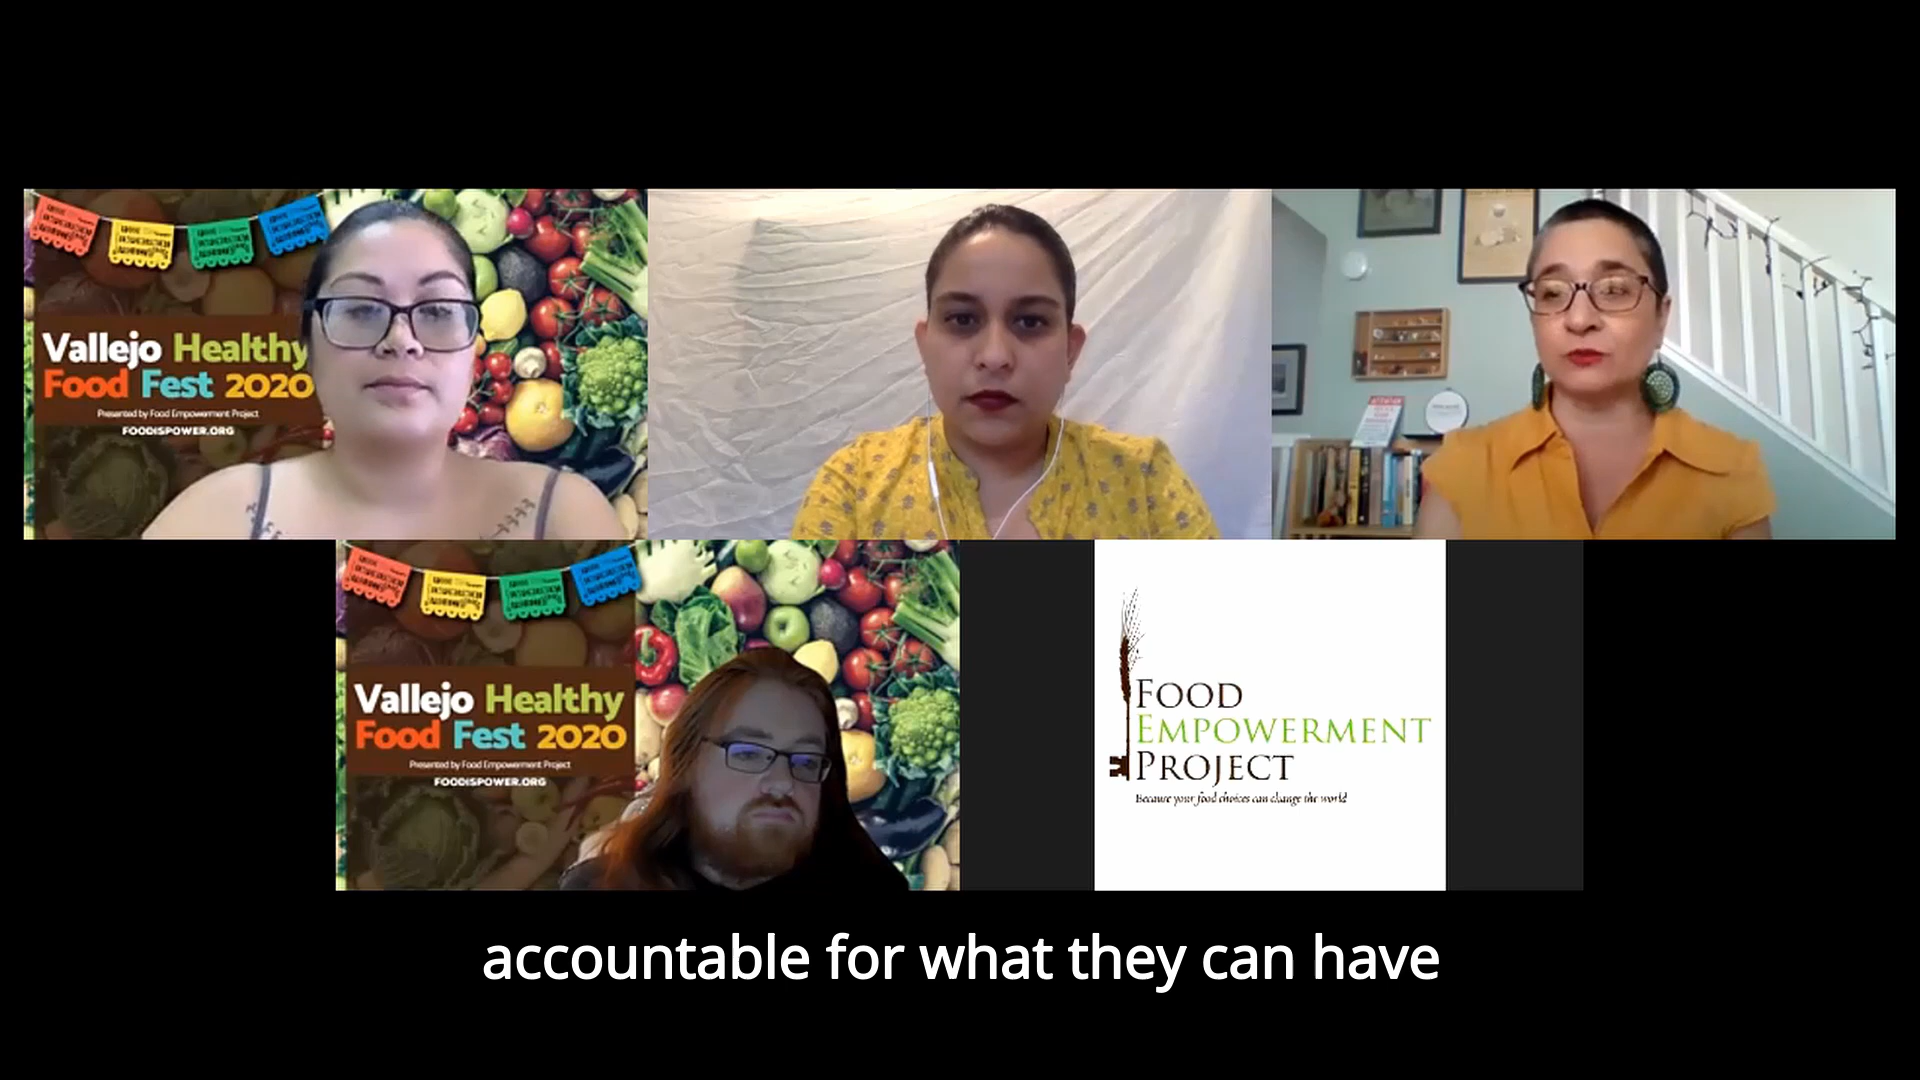 Vallejo Healthy
Food Fest 2020
Presented by Food Empowerment Project
FOODISPOWER.ORG
ATTENTION
Vallejo Healthy
Food Fest 2020
Presented by Food Empowerment Project
FOODISPOWER.ORG
FOOD
EMPOWERMENT
PROJECT
Because your food choices can change the world
accountable for what they can have